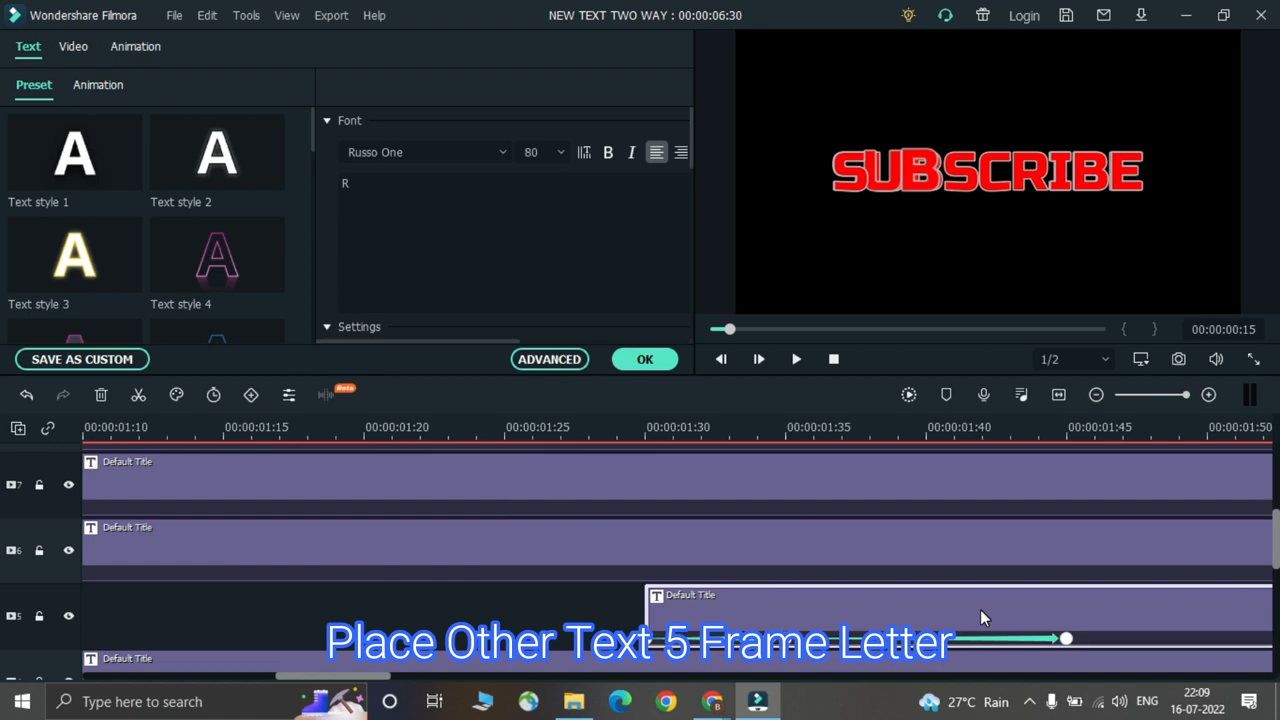 Wondershare Filmora File Edit Tools View Export Help NEW TEXT TWO WAY : 00:00:06:30 Login
Text Video Animation
Preset Animation
Font
Russo One 80 B I
R
A A
Text style 1 Text style 2
A A
Text style 3 Text style 4
Settings
SAVE AS CUSTOM ADVANCED OK
SUBSCRIBE
{ } 00:00:00:15
1/2
Beta
00:00:01:10 00:00:01:15 00:00:01:20 00:00:01:25 00:00:01:30 00:00:01:35 00:00:01:40 00:00:01:45 00:00:01:50
T Default Title
7
T Default Title
6
T Default Title
5
Place Other Text 5 Frame Letter
T Default Title
Type here to search
27°C Rain ENG 22:09
16-07-2022